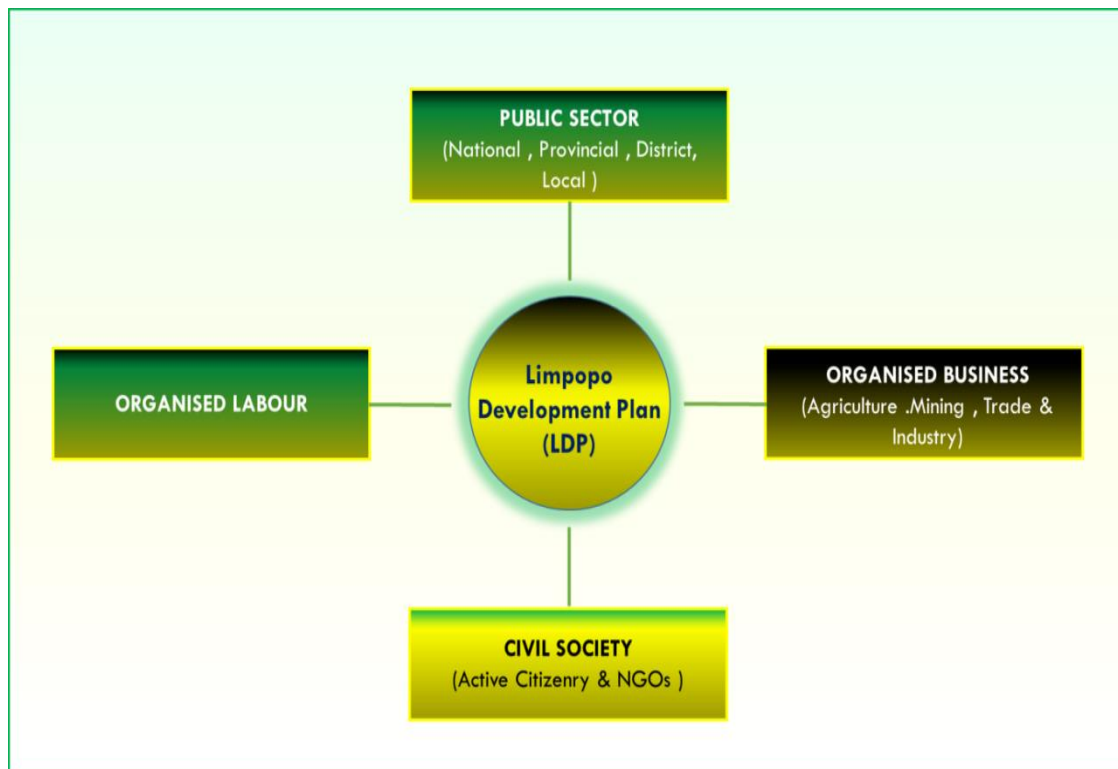 PUBLIC SECTOR
(National , Provincial , District,
Local )
ORGANISED LABOUR
Limpopo
Development Plan
(LDP)
ORGANISED BUSINESS
(Agriculture .Mining , Trade &
Industry)
CIVIL SOCIETY
(Active Citizenry & NGOs )